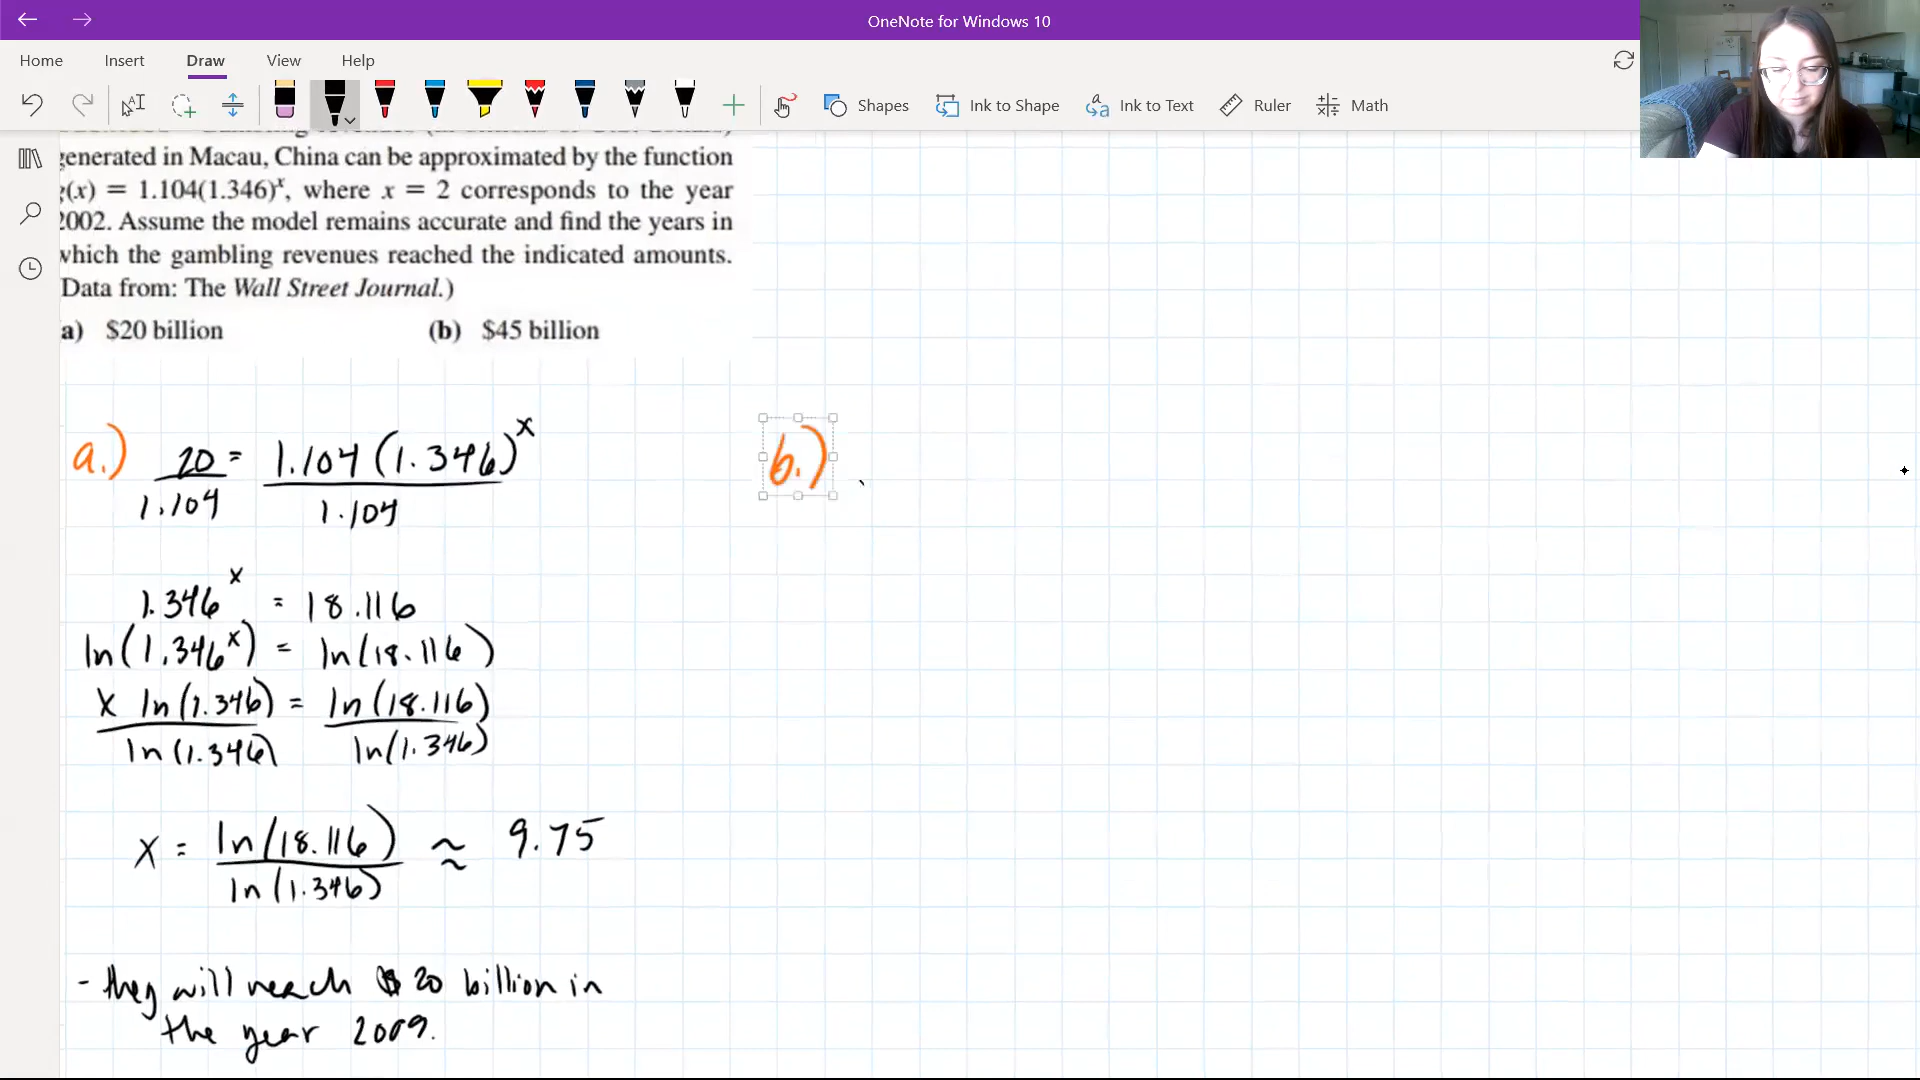 OneNote for Windows 10
Home Insert Draw View Help
Shapes Ink to Shape Ink to Text Ruler Math
generated in Macau, China can be approximated by the function
g(x) = 1.104(1.346)^x, where x = 2 corresponds to the year
2002. Assume the model remains accurate and find the years in
which the gambling revenues reached the indicated amounts.
(Data from: The Wall Street Journal.)
(a) $20 billion (b) $45 billion
a.) 20 = 1.104 (1.346)^x
1.104 1.104
b.)
1.346^x = 18.116
ln(1.346^x) = ln(18.116)
x ln(1.346) = ln(18.116)
ln(1.346) ln(1.346)
x = ln(18.116) ≈ 9.75
ln(1.346)
- they will reach $20 billion in
the year 2009.